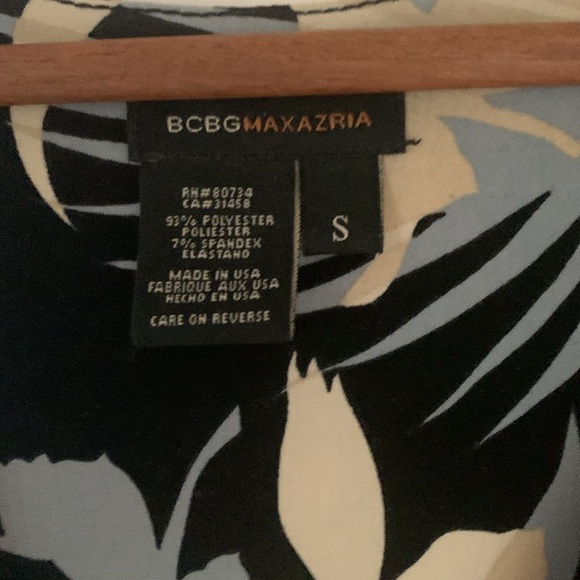 BCBGMAXAZRIA
RN#80734
CA#31458
93% POLYESTER
POLIESTER
7% SPANDEX
ELASTANO
MADE IN USA
FABRIQUE AUX USA
HECHO EN USA
CARE ON REVERSE
S